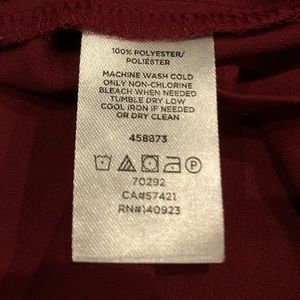 100% POLYESTER/
POLIÉSTER
MACHINE WASH COLD
ONLY NON-CHLORINE
BLEACH WHEN NEEDED
TUMBLE DRY LOW
COOL IRON IF NEEDED
OR DRY CLEAN
458873
P
70292
CA#57421
RN#140923